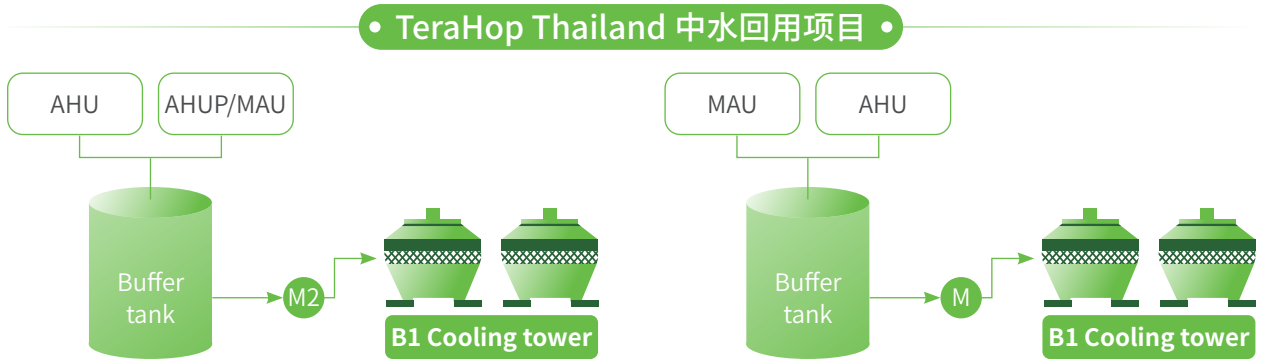 TeraHop Thailand 中水回用项目
AHU
AHUP/MAU
Buffer
tank
M2
B1 Cooling tower
MAU
AHU
Buffer
tank
M
B1 Cooling tower